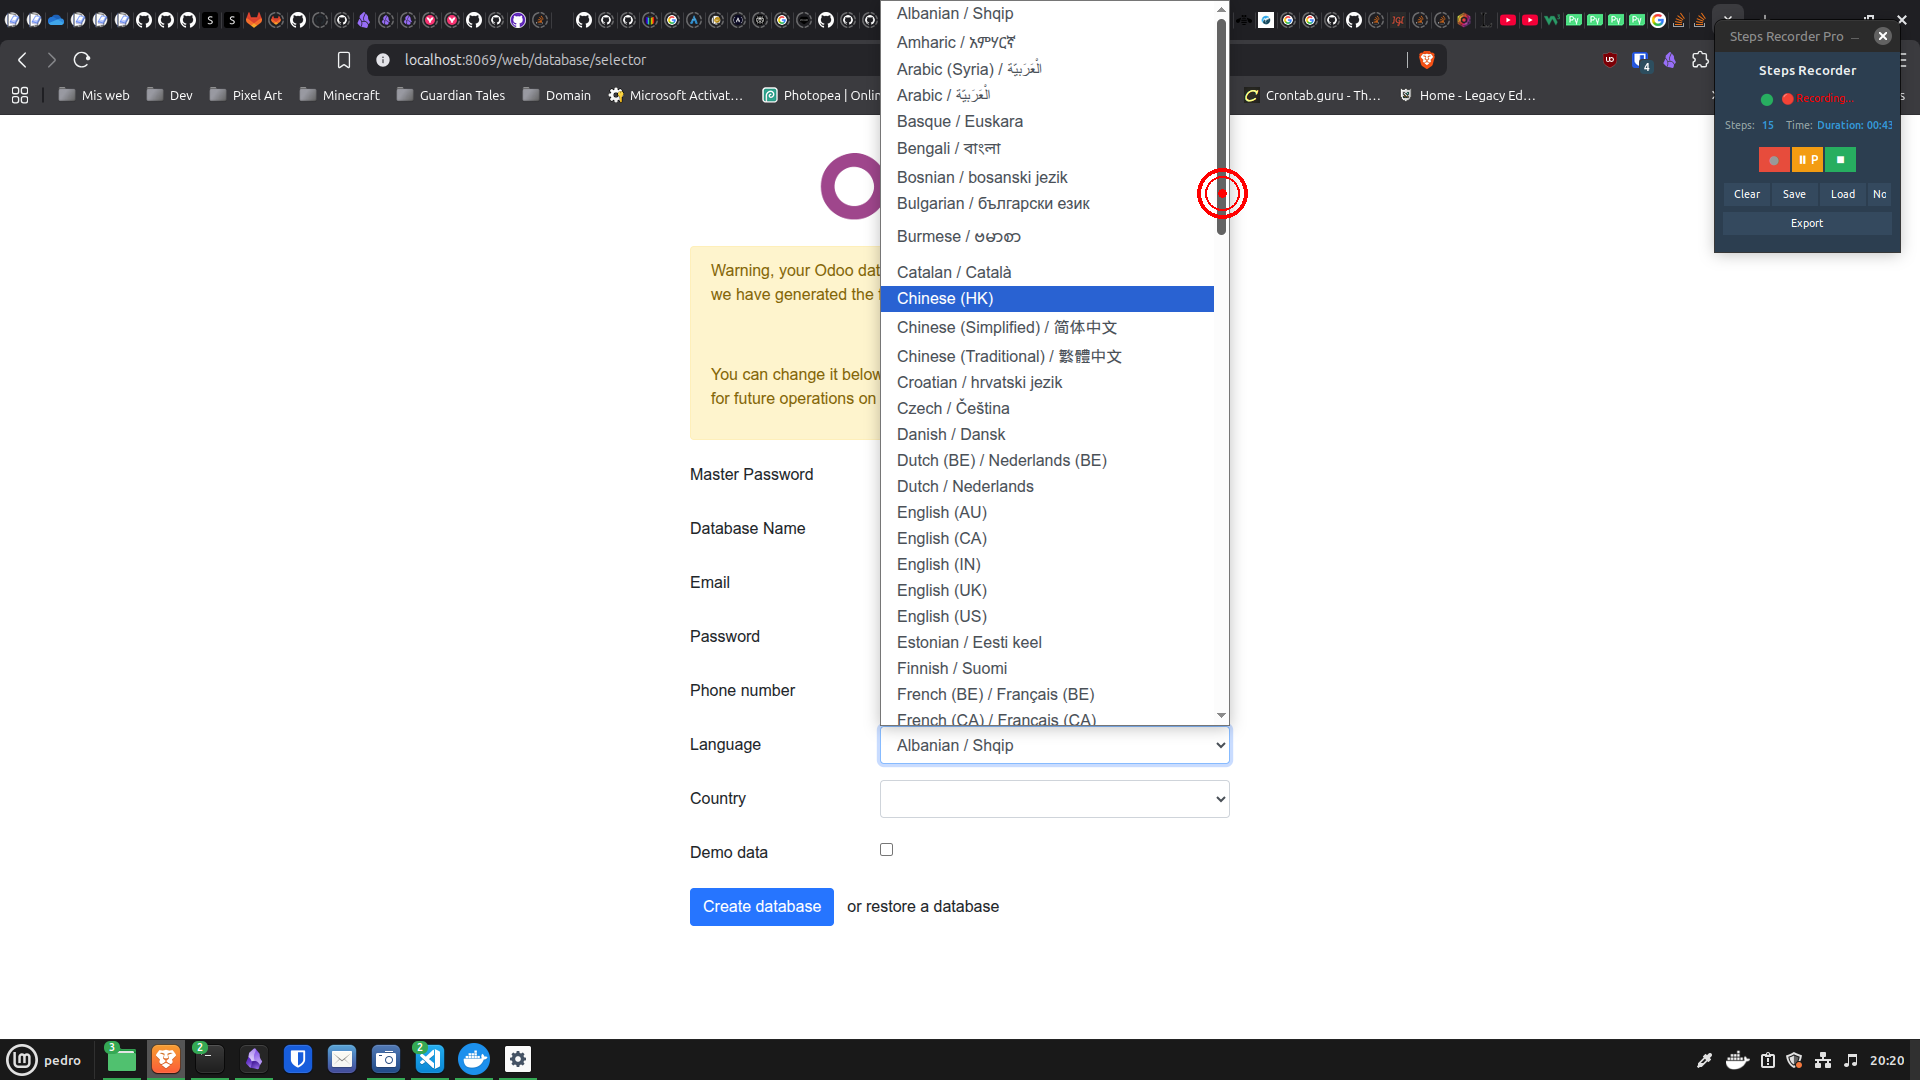 localhost:8069/web/database/selector
Mis web
Dev
Pixel Art
Minecraft
Guardian Tales
Domain
Microsoft Activat...
Photopea | Onlin
Crontab.guru - Th...
Home - Legacy Ed...
Steps Recorder Pro
Steps Recorder
Recording...
Steps: 15 Time: Duration: 00:43
P
Clear Save Load No
Export
Albanian / Shqip
Amharic / አምሃርኛ
Arabic (Syria) / الْعَرَبيّة
Arabic / الْعَرَبيّة
Basque / Euskara
Bengali / বাংলা
Bosnian / bosanski jezik
Bulgarian / български език
Burmese / ဗမာစာ
Catalan / Català
Chinese (HK)
Chinese (Simplified) / 简体中文
Chinese (Traditional) / 繁體中文
Croatian / hrvatski jezik
Czech / Čeština
Danish / Dansk
Dutch (BE) / Nederlands (BE)
Dutch / Nederlands
English (AU)
English (CA)
English (IN)
English (UK)
English (US)
Estonian / Eesti keel
Finnish / Suomi
French (BE) / Français (BE)
French (CA) / Français (CA)
Warning, your Odoo dat
we have generated the
You can change it below
for future operations on
Master Password
Database Name
Email
Password
Phone number
Language
Albanian / Shqip
Country
Demo data
Create database or restore a database
pedro
3
2
2
4
20:20